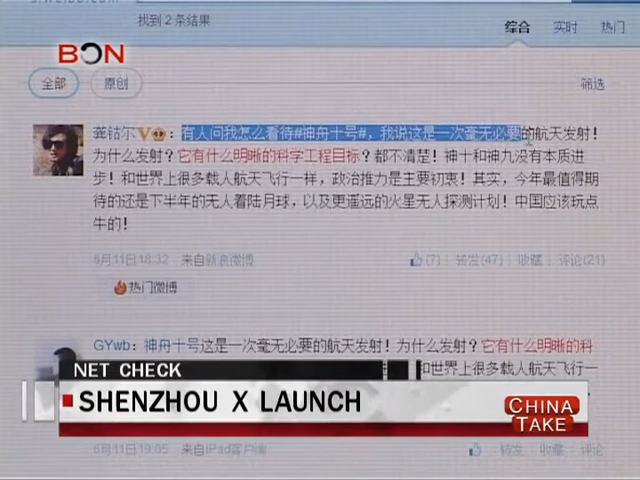 找到 2 条结果
综合 实时 热门
BON
全部 原创 筛选
龚钴尔V：有人问我怎么看待#神舟十号#，我说这是一次毫无必要的航天发射！
为什么发射？它有什么明晰的科学工程目标？都不清楚！神十和神九没有本质进
步！和世界上很多载人航天飞行一样，政治推力是主要初衷！其实，今年最值得期
待的还是下半年的无人着陆月球，以及更遥远的火星无人探测计划！中国应该玩点
牛的！
6月11日18:32 来自新浪微博 (7) 转发(47) 收藏 评论(21)
热门微博
GYwb：神舟十号这是一次毫无必要的航天发射！为什么发射？它有什么明晰的科
和世界上很多载人航天飞行一
NET CHECK
SHENZHOU X LAUNCH
CHINA
TAKE
6月11日19:05 来自iPad客户端 转发 收藏 评论